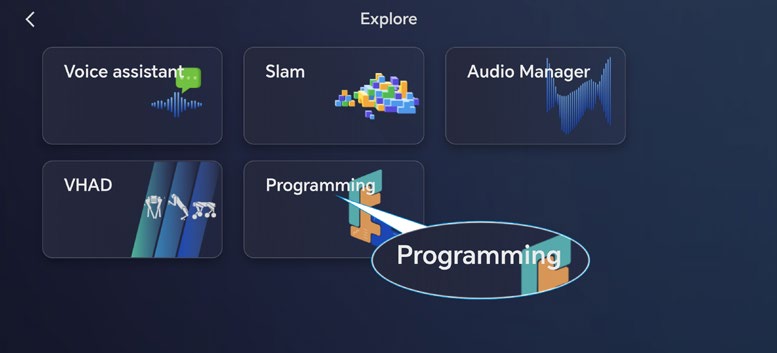 Explore
Voice assistant
Slam
Audio Manager
VHAD
Programming
Programming